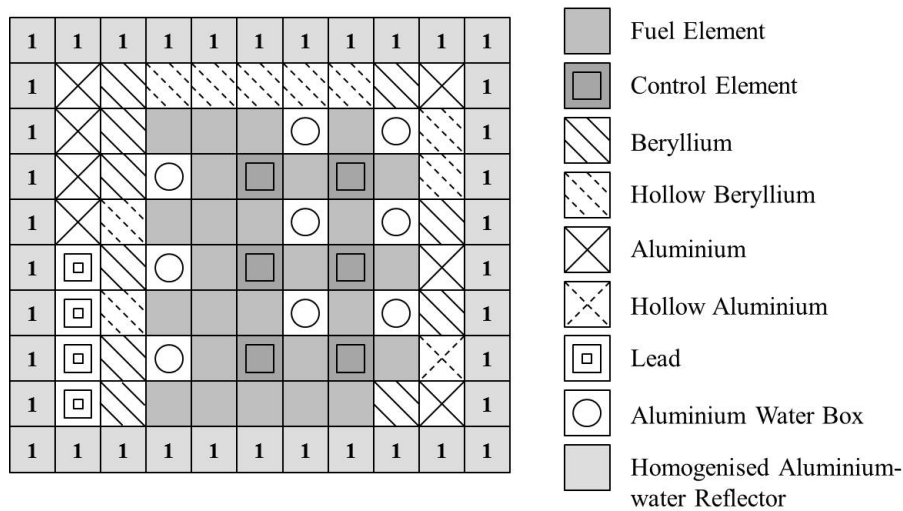 1 1 1 1 1 1 1 1 1 1 1
1 1
1 1
1 1
1 1
1 1
1 1
1 1
1 1
1 1 1 1 1 1 1 1 1 1 1
Fuel Element
Control Element
Beryllium
Hollow Beryllium
Aluminium
Hollow Aluminium
Lead
Aluminium Water Box
Homogenised Aluminium-
water Reflector